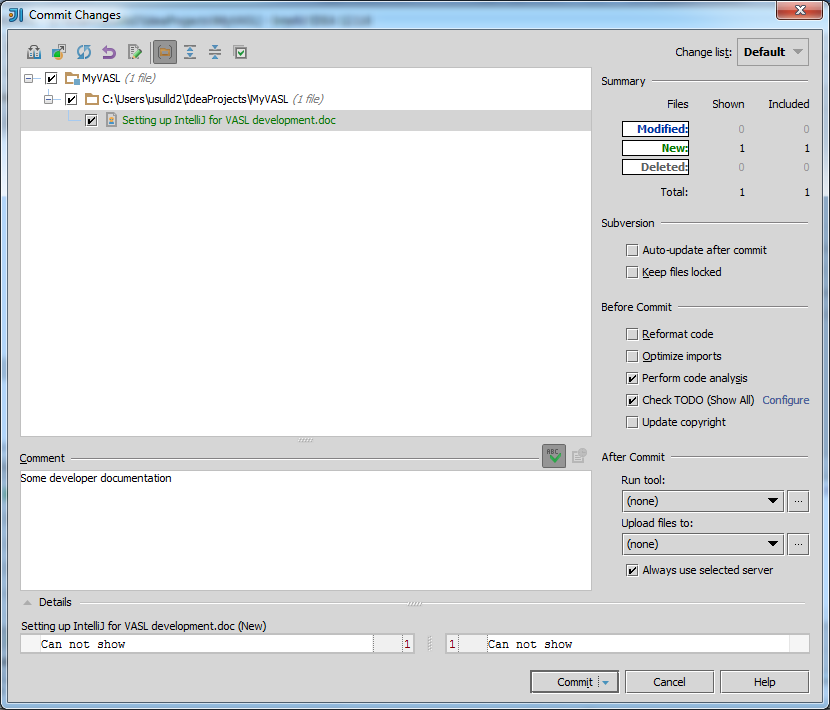 Commit Changes
Change list: Default
MyVASL (1 file)
C:\Users\usulld2\IdeaProjects\MyVASL (1 file)
Setting up IntelliJ for VASL development.doc
Summary
Files Shown Included
Modified: 0 0
New: 1 1
Deleted: 0 0
Total: 1 1
Subversion
Auto-update after commit
Keep files locked
Before Commit
Reformat code
Optimize imports
Perform code analysis
Check TODO (Show All) Configure
Update copyright
Comment
ABC
Some developer documentation
After Commit
Run tool:
(none) ...
Upload files to:
(none) ...
Always use selected server
Details
Setting up IntelliJ for VASL development.doc (New)
Can not show 1 1 Can not show
Commit Cancel Help